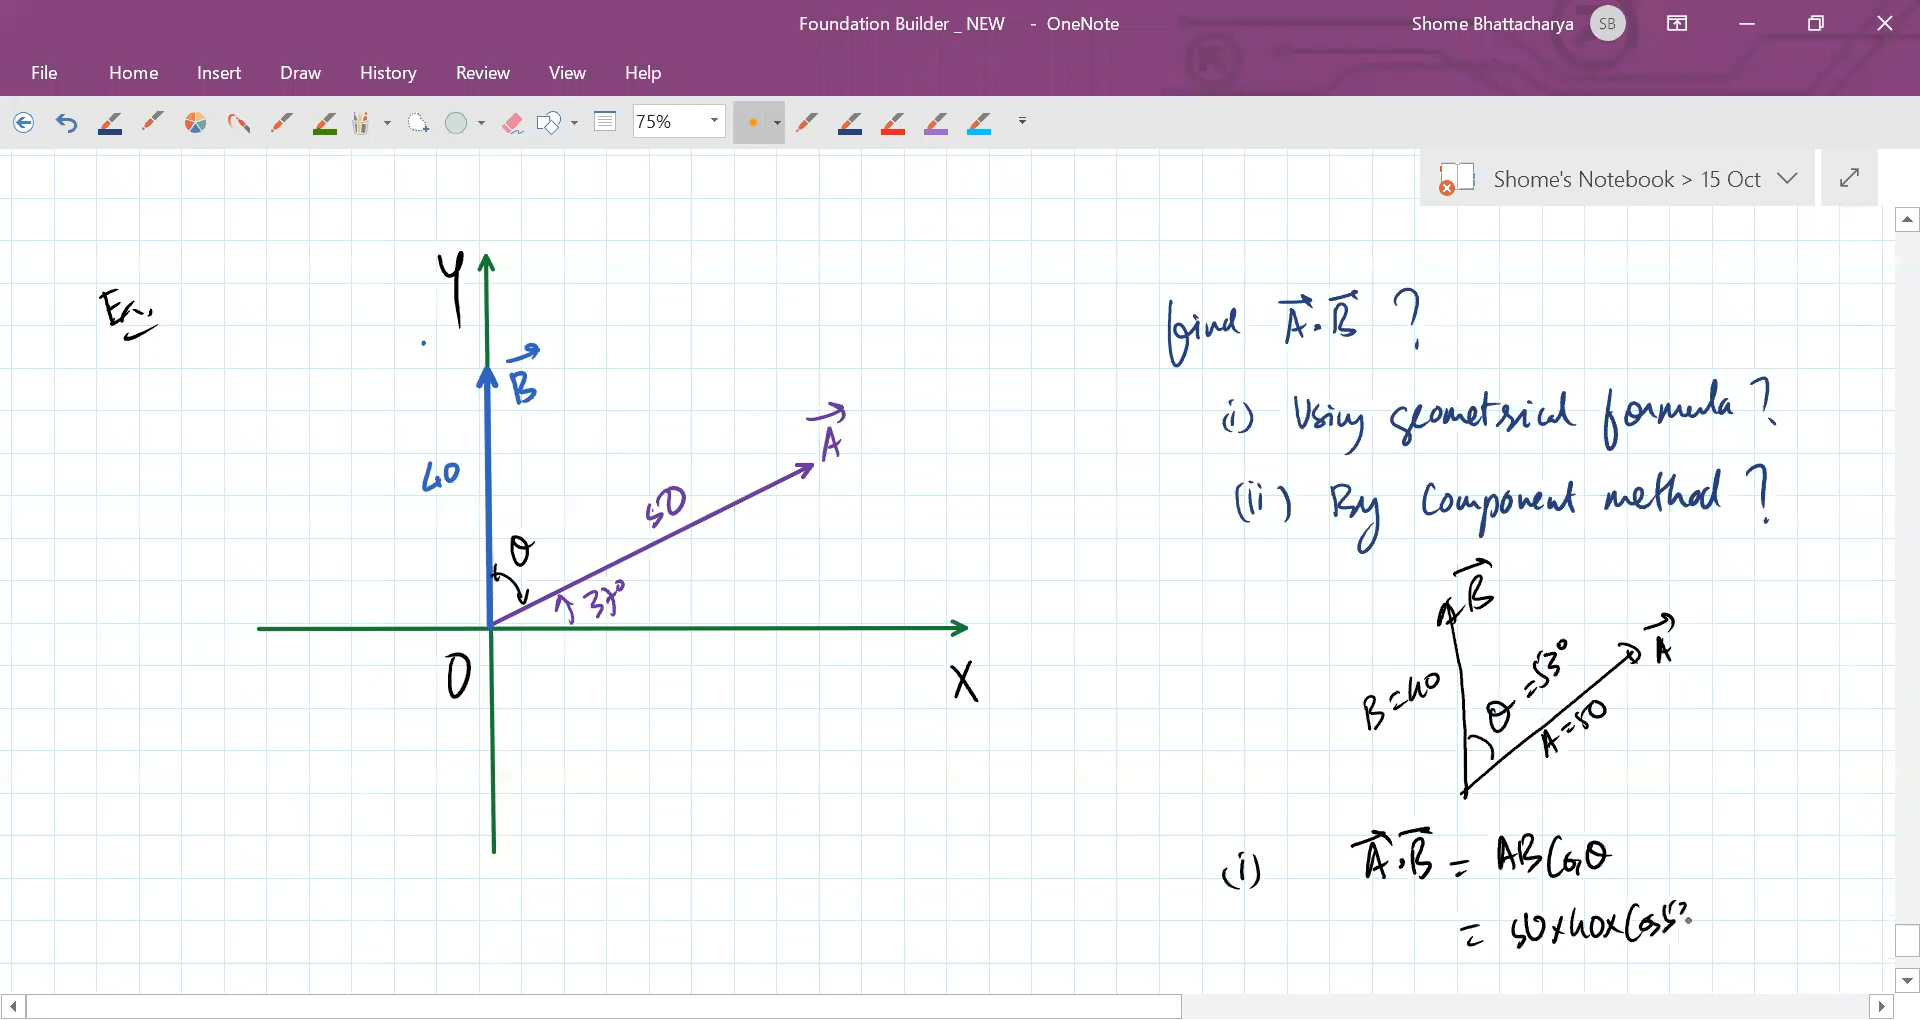 Foundation Builder _ NEW - OneNote
Shome Bhattacharya SB
File Home Insert Draw History Review View Help
75%
Shome's Notebook > 15 Oct
Ex.
Y
B
A
40
50
θ
37°
O
X
find A.B ?
(i) Using geometrical formula ?
(ii) By Component method ?
B
A
B=40
θ=53°
A=50
(i) A.B = AB Cosθ
= 50×40×Cos53